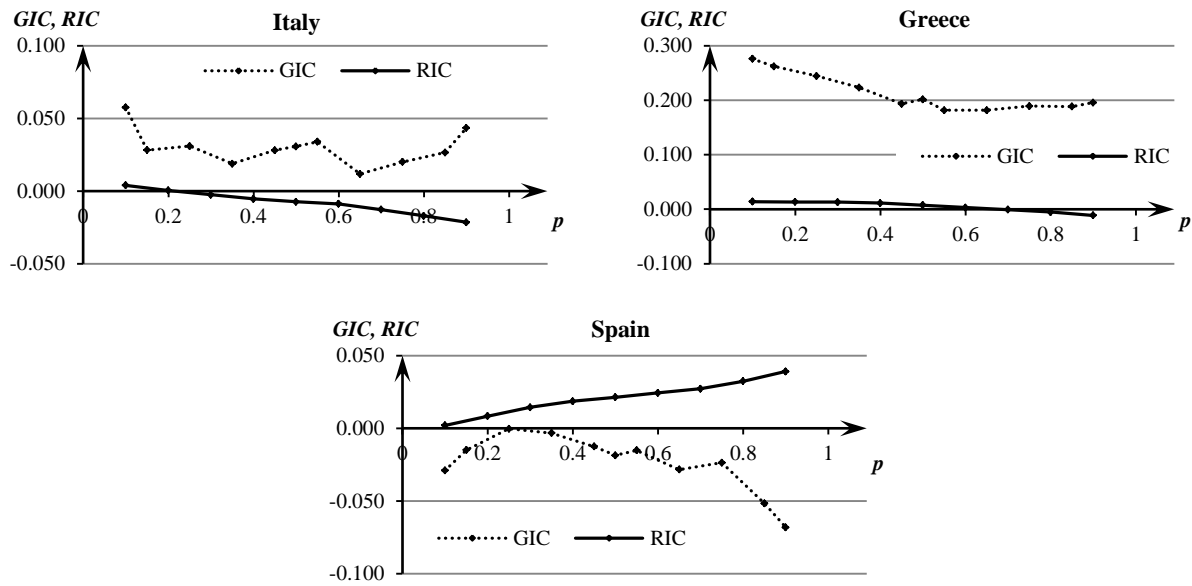 GIC, RIC Italy
0.100
GIC RIC
0.050
0.000
0 0.2 0.4 0.6 0.8 1
p
-0.050
GIC, RIC Greece
0.300
0.200
GIC RIC
0.100
0.000
0 0.2 0.4 0.6 0.8 1
p
-0.100
GIC, RIC Spain
0.050
0.000
0 0.2 0.4 0.6 0.8 1
p
-0.050
GIC RIC
-0.100